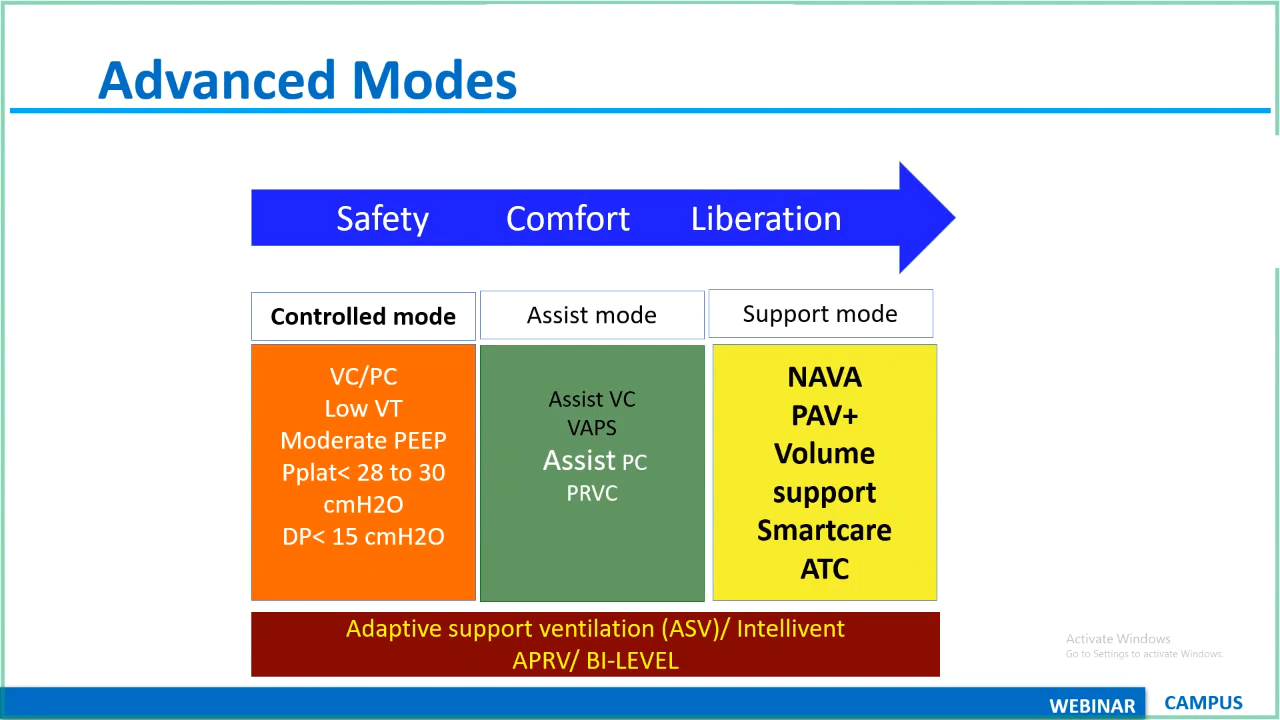 Advanced Modes
Safety Comfort Liberation
Controlled mode
Assist mode
Support mode
VC/PC
Low VT
Moderate PEEP
Pplat< 28 to 30
cmH2O
DP< 15 cmH2O
Assist VC
VAPS
Assist PC
PRVC
NAVA
PAV+
Volume
support
Smartcare
ATC
Adaptive support ventilation (ASV)/ Intellivent
APRV/ BI-LEVEL
Activate Windows
Go to Settings to activate Windows.
WEBINAR CAMPUS